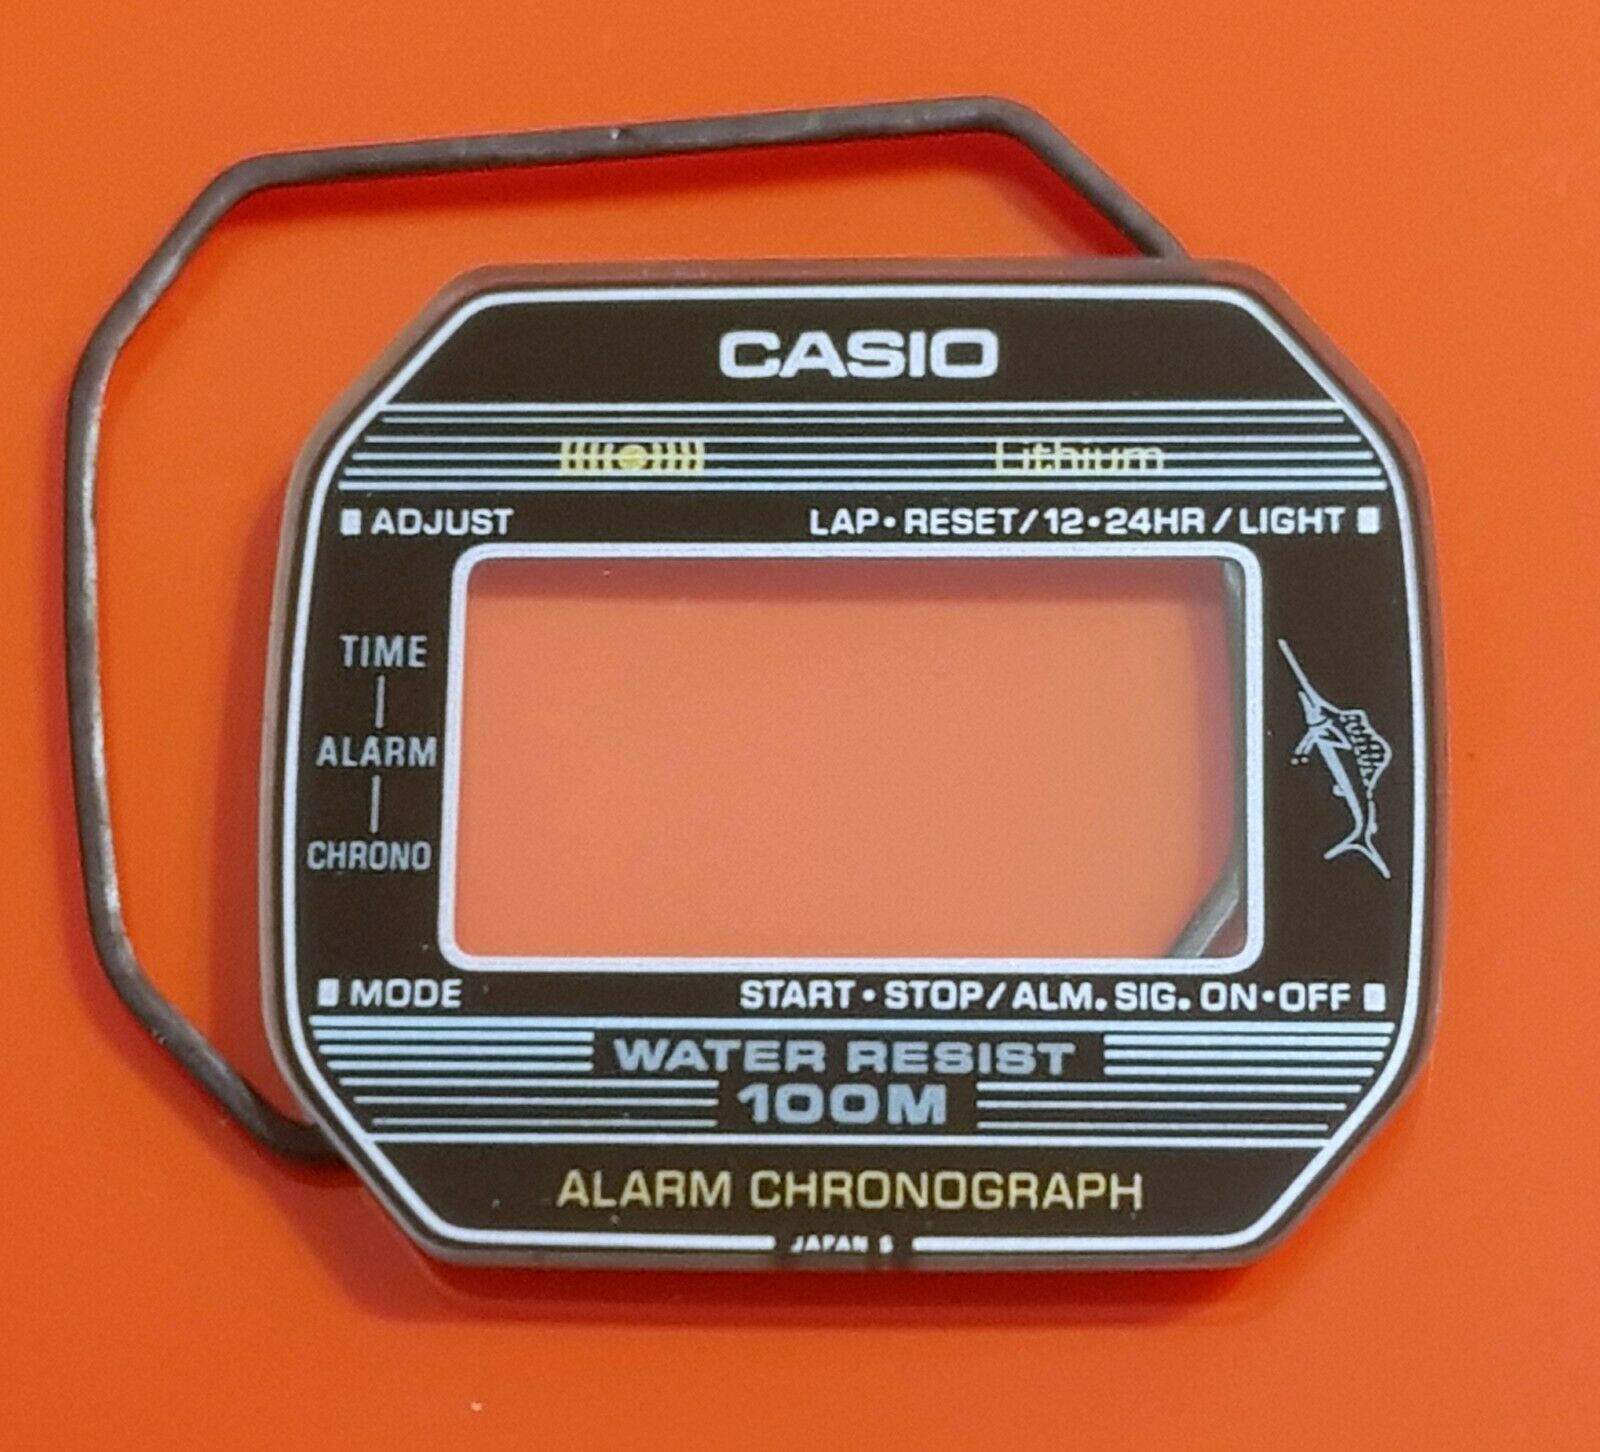 CASIO
Lithium
ADJUST
LAP•RESET/12•24HR/LIGHT
TIME
ALARM
CHRONO
MODE
START•STOP/ALM.SIG.ON•OFF
WATER RESIST
100M
ALARM CHRONOGRAPH
JAPAN S